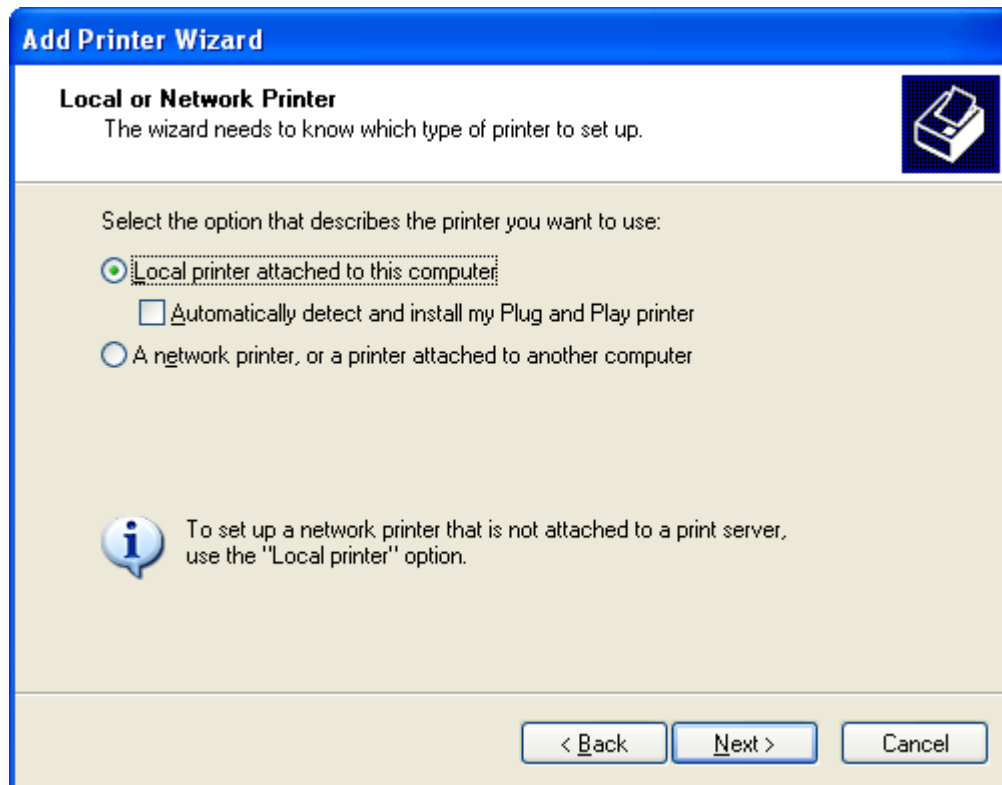 Add Printer Wizard
Local or Network Printer
The wizard needs to know which type of printer to set up.
Select the option that describes the printer you want to use:
Local printer attached to this computer
Automatically detect and install my Plug and Play printer
A network printer, or a printer attached to another computer
To set up a network printer that is not attached to a print server,
use the "Local printer" option.
< Back
Next >
Cancel